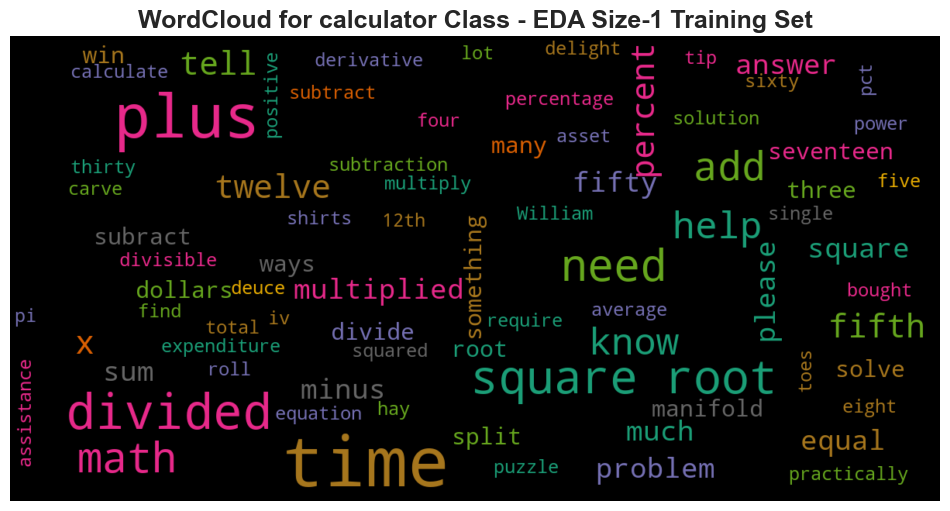 WordCloud for calculator Class - EDA Size-1 Training Set
win
tell
positive
derivative
lot
delight
percent
tip
answer
calculate
subtract
percentage
sixty
pct
plus
four
asset
solution
power
many
seventeen
thirty
subtraction
add
carve
twelve
multiply
fifty
three
five
shirts
12th
William
help
single
subract
something
square
divisible
ways
need
please
dollars
deuce
multiplied
bought
find
pi
total
iv
divide
require
average
fifth
x
expenditure
squared
root
know
sum
roll
square root
toes
solve
assistance
minus
divided
equation
hay
manifold
eight
math
time
split
much
equal
puzzle
problem
practically